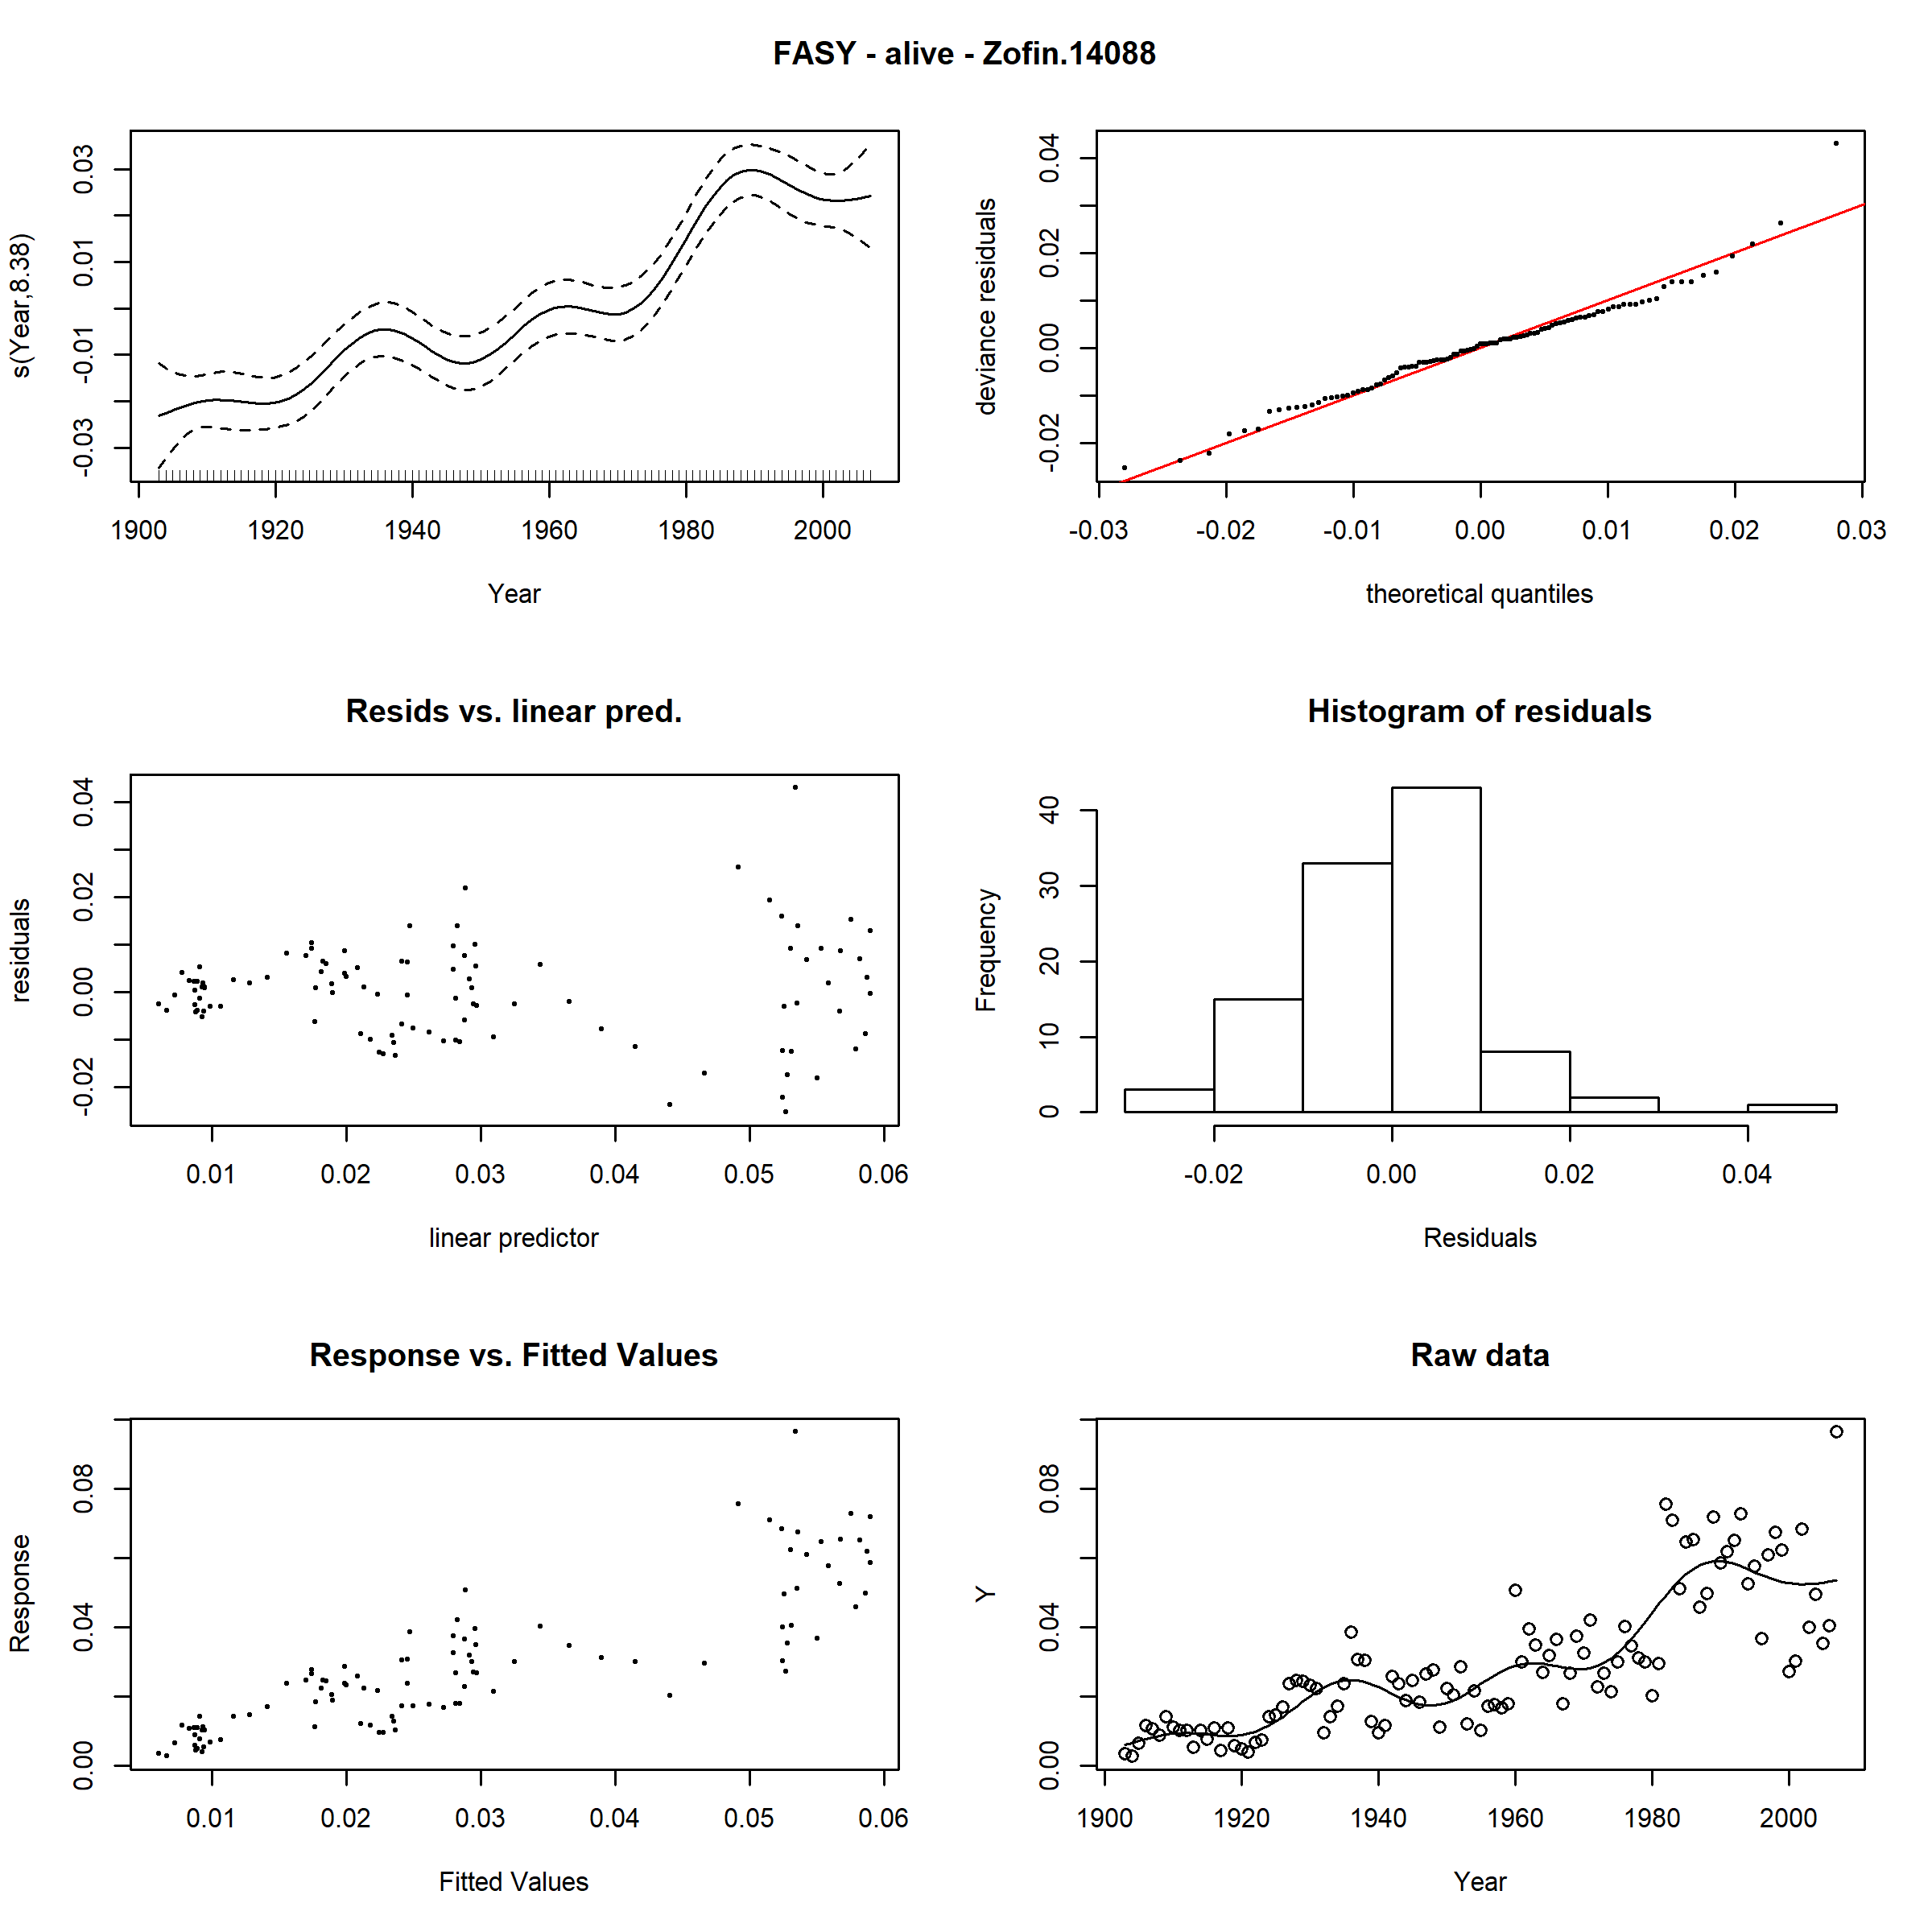 FASY - alive - Zofin.14088
s(Year,8.38)
-0.03 -0.01 0.01 0.03
1900 1920 1940 1960 1980 2000
Year
deviance residuals
-0.02 0.00 0.02 0.04
-0.03 -0.02 -0.01 0.00 0.01 0.02 0.03
theoretical quantiles
Resids vs. linear pred.
residuals
-0.02 0.00 0.02 0.04
0.01 0.02 0.03 0.04 0.05 0.06
linear predictor
Histogram of residuals
Frequency
0 10 20 30 40
-0.02 0.00 0.02 0.04
Residuals
Response vs. Fitted Values
Response
0.00 0.04 0.08
0.01 0.02 0.03 0.04 0.05 0.06
Fitted Values
Raw data
Y
0.00 0.04 0.08
1900 1920 1940 1960 1980 2000
Year